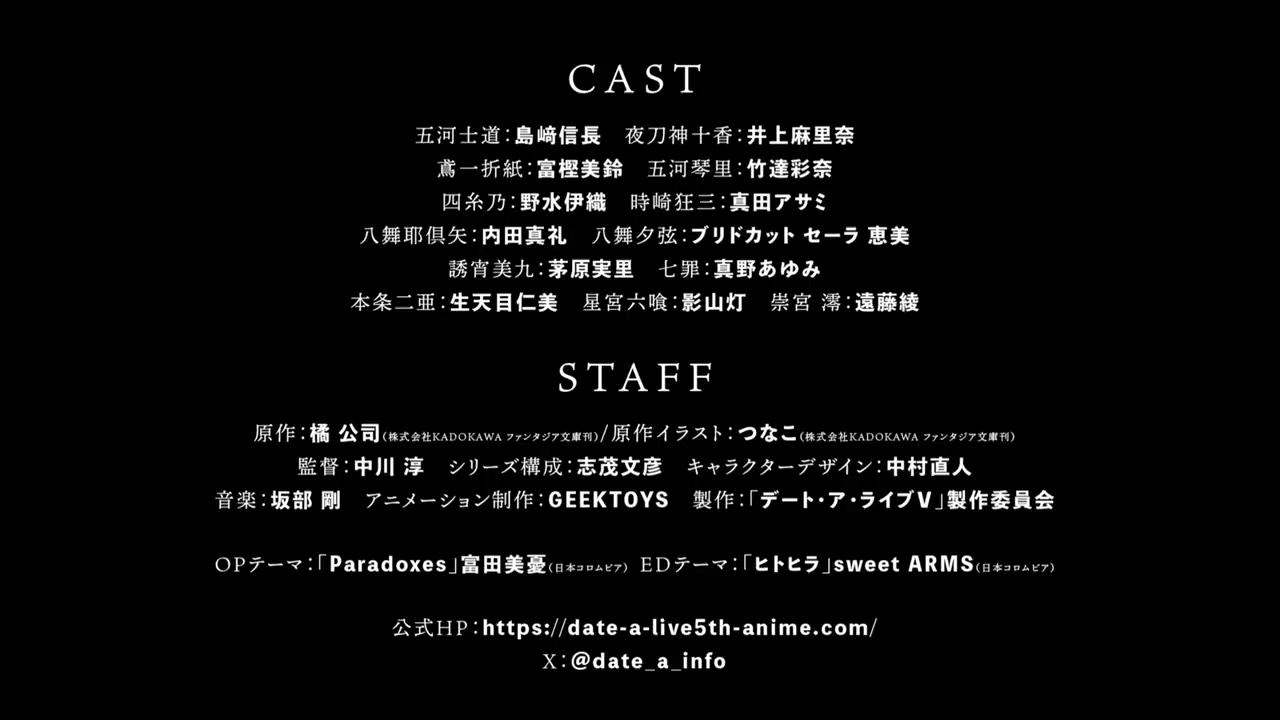 CAST
五河士道:島﨑信長 夜刀神十香:井上麻里奈
鳶一折紙:富樫美鈴 五河琴里:竹達彩奈
四糸乃:野水伊織 時崎狂三:真田アサミ
八舞耶倶矢:内田真礼 八舞夕弦:ブリドカット セーラ 恵美
誘宵美九:茅原実里 七罪:真野あゆみ
本条二亜:生天目仁美 星宮六喰:影山灯 崇宮 澪:遠藤綾
STAFF
原作:橘 公司(株式会社KADOKAWA ファンタジア文庫刊)/原作イラスト:つなこ(株式会社KADOKAWA ファンタジア文庫刊)
監督:中川 淳 シリーズ構成:志茂文彦 キャラクターデザイン:中村直人
音楽:坂部 剛 アニメーション制作:GEEKTOYS 製作:「デート・ア・ライブⅤ」製作委員会
OPテーマ:「Paradoxes」富田美憂(日本コロムビア) EDテーマ:「ヒトヒラ」sweet ARMS(日本コロムビア)
公式HP:https://date-a-live5th-anime.com/
X:@date_a_info